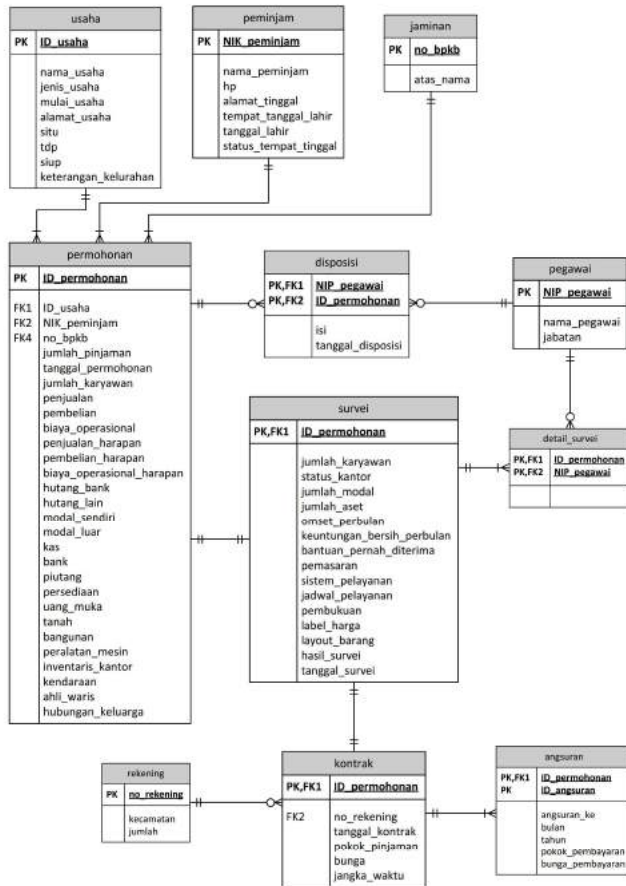 usaha
PK ID_usaha
nama_usaha
jenis_usaha
mulai_usaha
alamat_usaha
situ
tdp
siup
keterangan_kelurahan
peminjam
PK NIK_peminjam
nama_peminjam
hp
alamat_tinggal
tempat_tanggal_lahir
tanggal_lahir
status_tempat_tinggal
jaminan
PK no_bpkb
atas_nama
permohonan
PK ID_permohonan
FK1 ID_usaha
FK2 NIK_peminjam
FK4 no_bpkb
jumlah_pinjaman
tanggal_permohonan
jumlah_karyawan
penjualan
pembelian
biaya_operasional
penjualan_harapan
pembelian_harapan
biaya_operasional_harapan
hutang_bank
hutang_lain
modal_sendiri
modal_luar
kas
bank
piutang
persediaan
uang_muka
tanah
bangunan
peralatan_mesin
inventaris_kantor
kendaraan
ahli_waris
hubungan_keluarga
disposisi
PK,FK1 NIP_pegawai
PK,FK2 ID_permohonan
isi
tanggal_disposisi
pegawai
PK NIP_pegawai
nama_pegawai
jabatan
survei
PK,FK1 ID_permohonan
jumlah_karyawan
status_kantor
jumlah_modal
jumlah_aset
omset_perbulan
keuntungan_bersih_perbulan
bantuan_pernah_diterima
pemasaran
sistem_pelayanan
jadwal_pelayanan
pembukuan
label_harga
layout_barang
hasil_survei
tanggal_survei
detail_survei
PK,FK1 ID_permohonan
PK,FK2 NIP_pegawai
rekening
PK no_rekening
kecamatan
jumlah
kontrak
PK,FK1 ID_permohonan
FK2 no_rekening
tanggal_kontrak
pokok_pinjaman
bunga
jangka_waktu
angsuran
PK,FK1 ID_permohonan
PK ID_angsuran
angsuran_ke
bulan
tahun
pokok_pembayaran
bunga_pembayaran